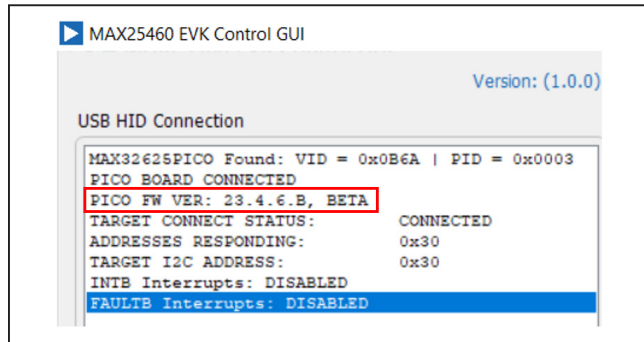 MAX25460 EVK Control GUI
Version: (1.0.0)
USB HID Connection
MAX32625PICO Found: VID = 0x0B6A | PID = 0x0003
PICO BOARD CONNECTED
PICO FW VER: 23.4.6.B, BETA
TARGET CONNECT STATUS: CONNECTED
ADDRESSES RESPONDING: 0x30
TARGET I2C ADDRESS: 0x30
INTB Interrupts: DISABLED
FAULTB Interrupts: DISABLED